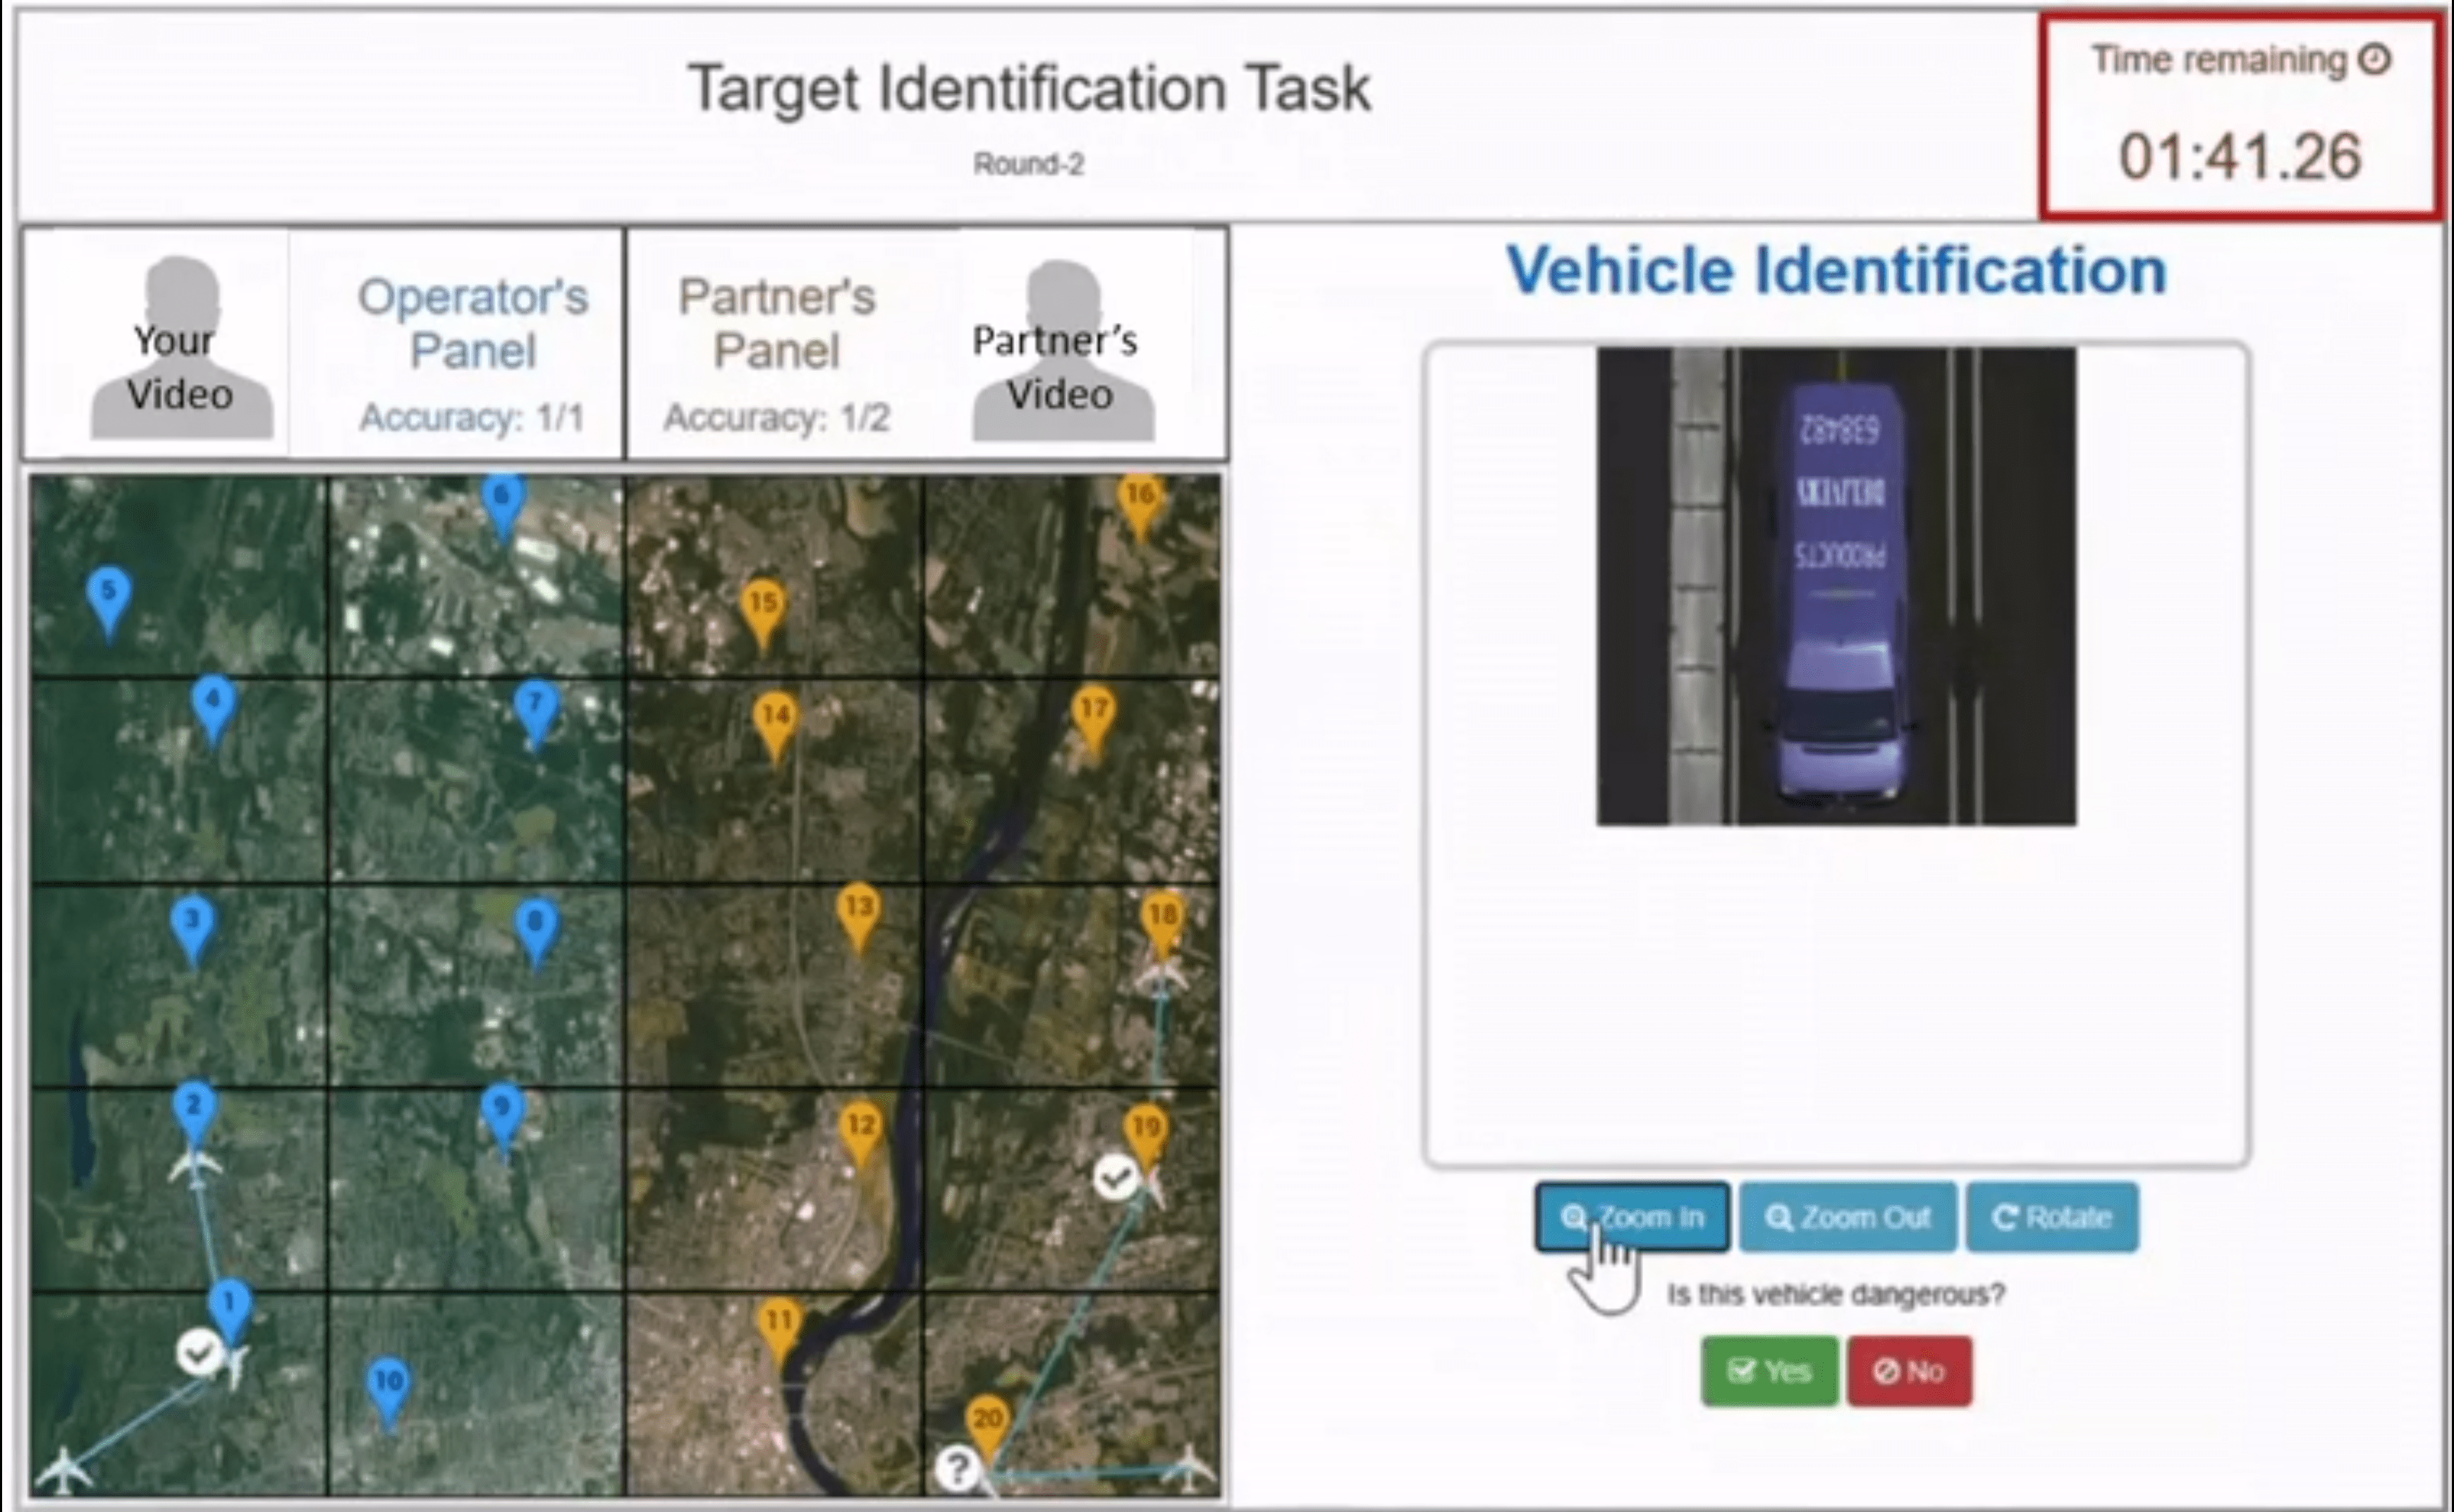 Target Identification Task
Round-2
Time remaining
01:41.26
Your
Video
Operator's
Panel
Accuracy: 1/1
Partner's
Panel
Accuracy: 1/2
Partner's
Video
6
16
5
15
4
7
14
17
3
8
13
18
2
9
12
19
1
11
10
20
?
Vehicle Identification
638482
DELIVERY
PRODUCTS
Zoom In
Zoom Out
Rotate
Is this vehicle dangerous?
Yes
No